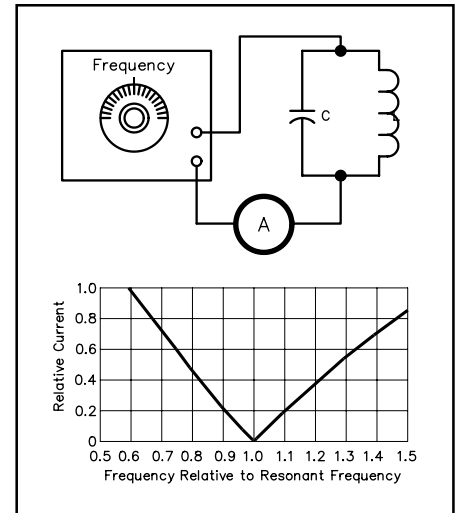 Frequency
C
A
Relative Current
1.0
0.8
0.6
0.4
0.2
0
0.5 0.6 0.7 0.8 0.9 1.0 1.1 1.2 1.3 1.4 1.5
Frequency Relative to Resonant Frequency